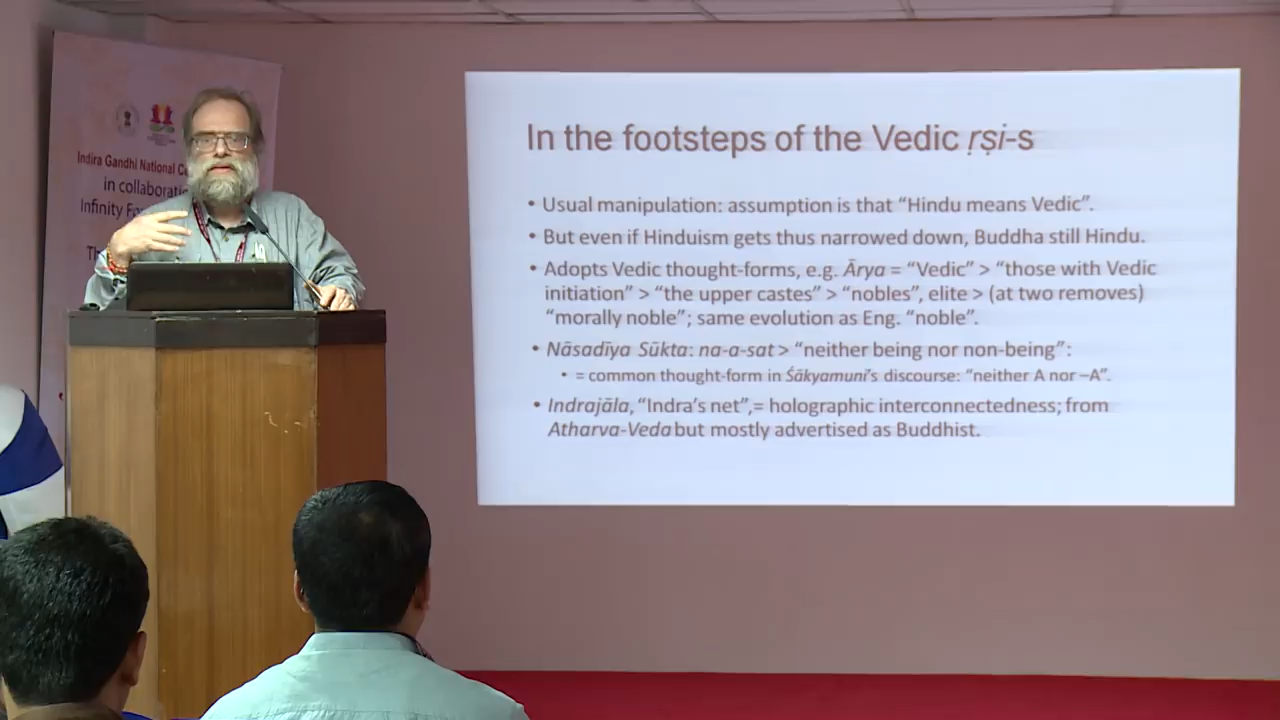 Indira Gandhi National
in collaboratio
Infinity Fo
In the footsteps of the Vedic ṛṣi-s
• Usual manipulation: assumption is that “Hindu means Vedic”.
• But even if Hinduism gets thus narrowed down, Buddha still Hindu.
• Adopts Vedic thought-forms, e.g. Ārya = “Vedic” > “those with Vedic
initiation” > “the upper castes” > “nobles”, elite > (at two removes)
“morally noble”; same evolution as Eng. “noble”.
• Nāsadīya Sūkta: na-a-sat > “neither being nor non-being”:
• = common thought-form in Śākyamuni’s discourse: “neither A nor –A”.
• Indrajāla, “Indra’s net”,= holographic interconnectedness; from
Atharva-Veda but mostly advertised as Buddhist.